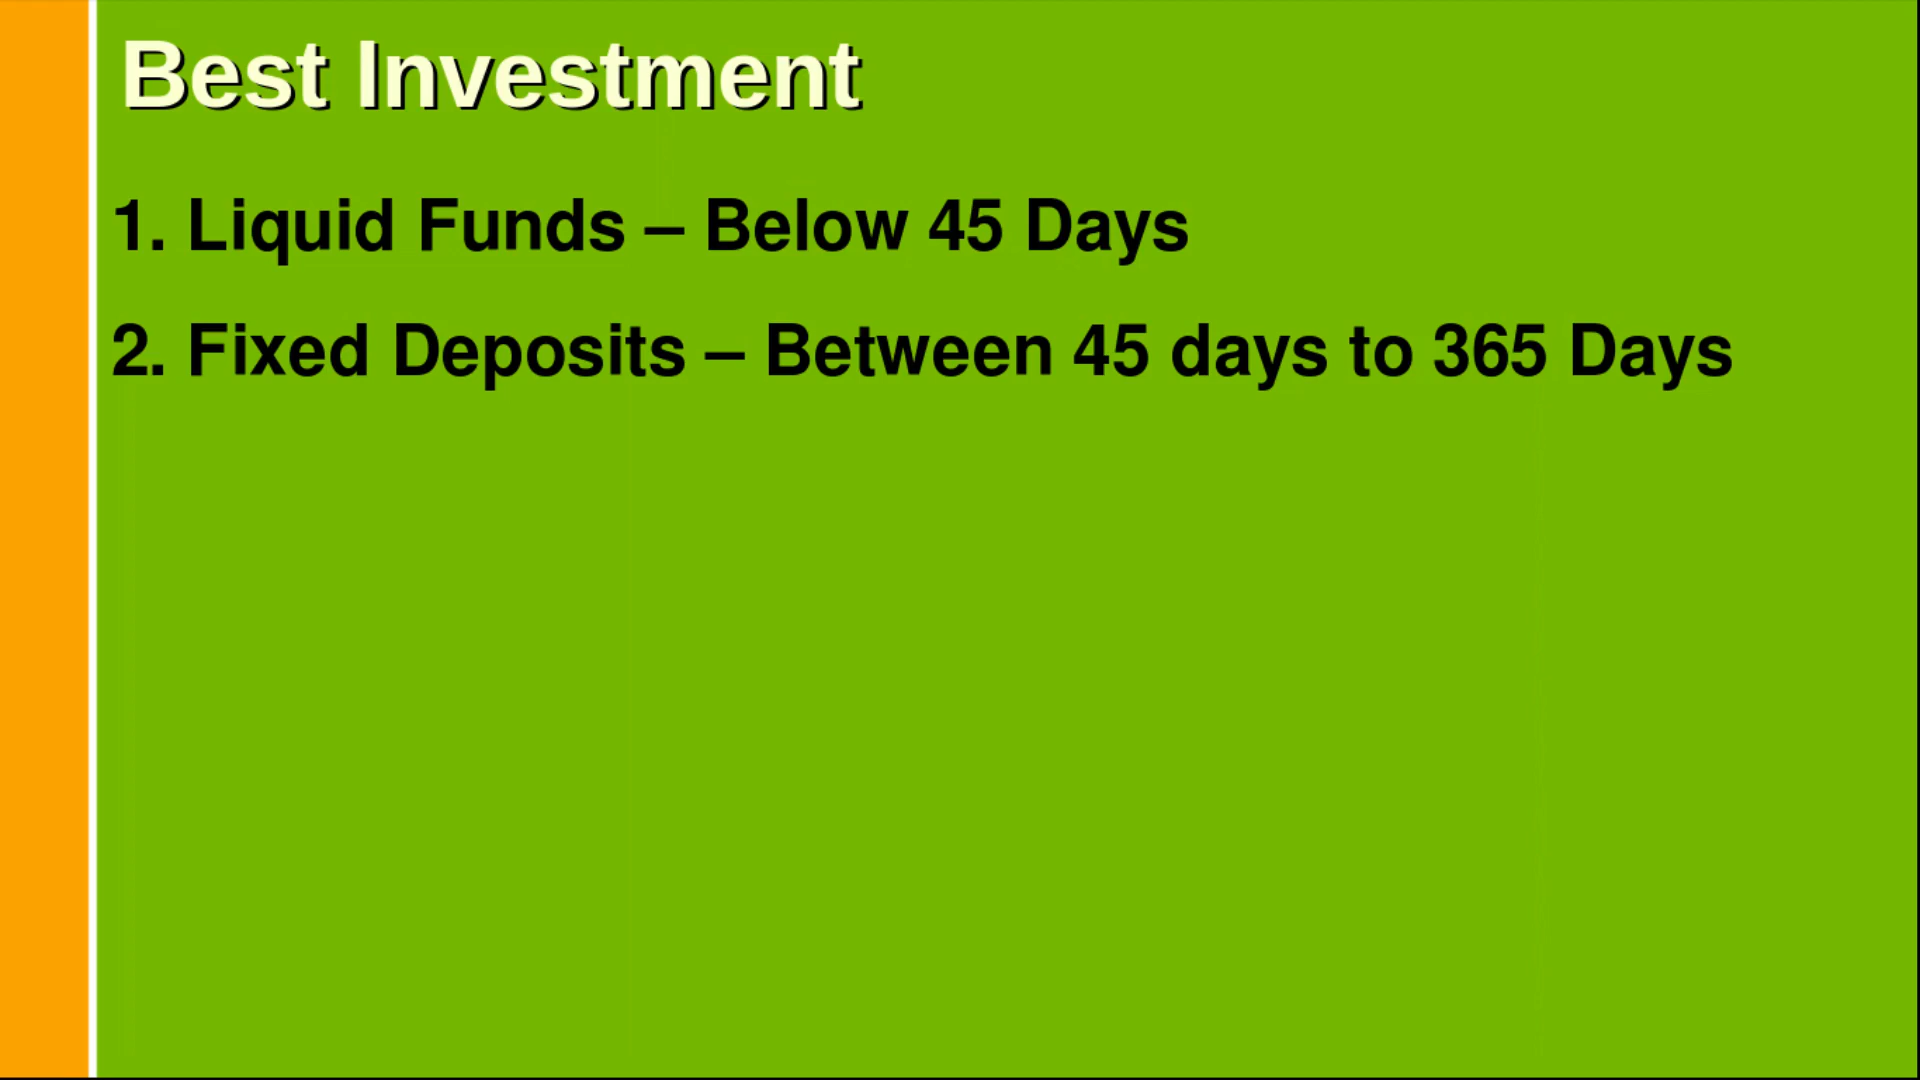 Best Investment
1. Liquid Funds – Below 45 Days
2. Fixed Deposits – Between 45 days to 365 Days